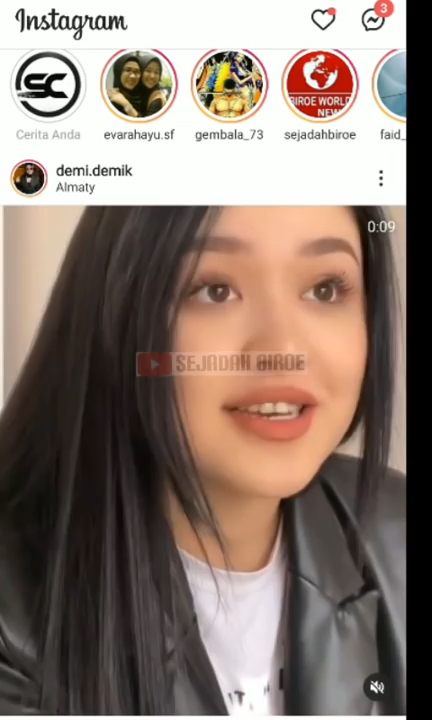 Instagram
3
SC
BIROE WORLD
NEWS
Cerita Anda
evarahayu.sf
gembala_73
sejadahbiroe
faid_
demi.demik
Almaty
0:09
SEJADAH BIROE